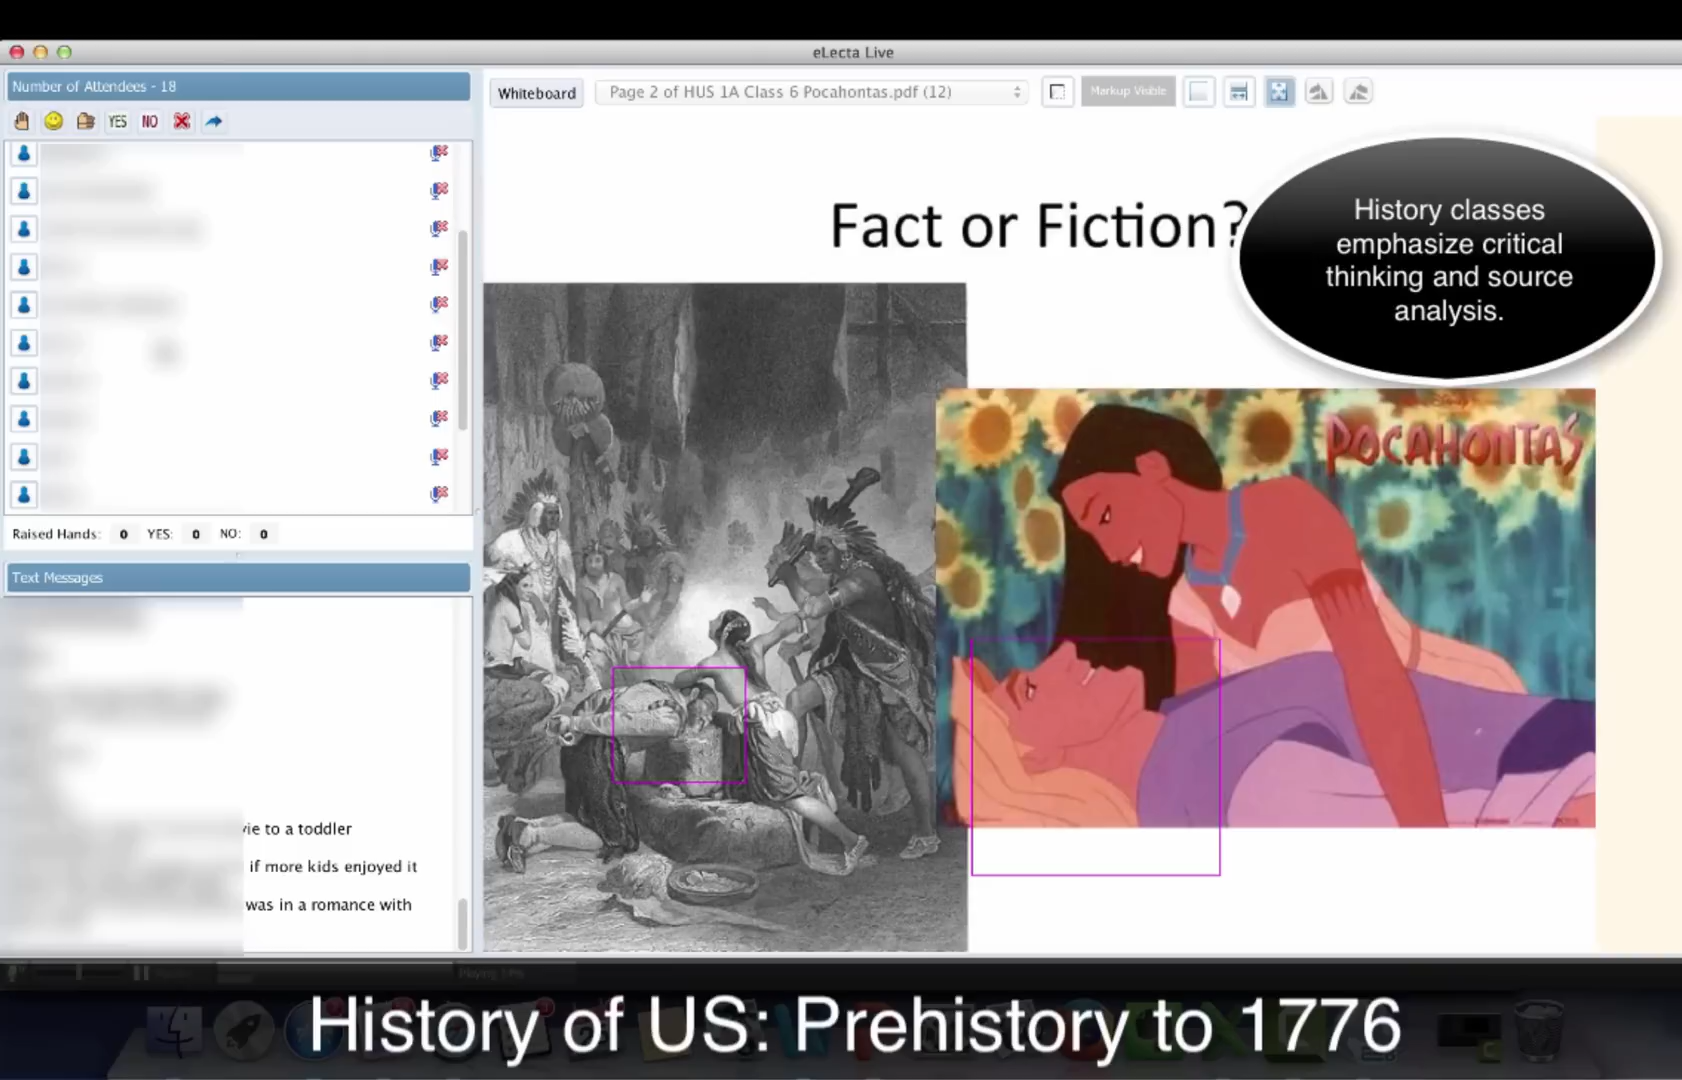 eLecta Live
Number of Attendees - 18
YES
NO
Raised Hands: 0 YES: 0 NO: 0
Text Messages
vie to a toddler
if more kids enjoyed it
was in a romance with
Whiteboard
Page 2 of HUS 1A Class 6 Pocahontas.pdf (12)
Markup Visible
Fact or Fiction?
History classes
emphasize critical
thinking and source
analysis.
POCAHONTAS
History of US: Prehistory to 1776